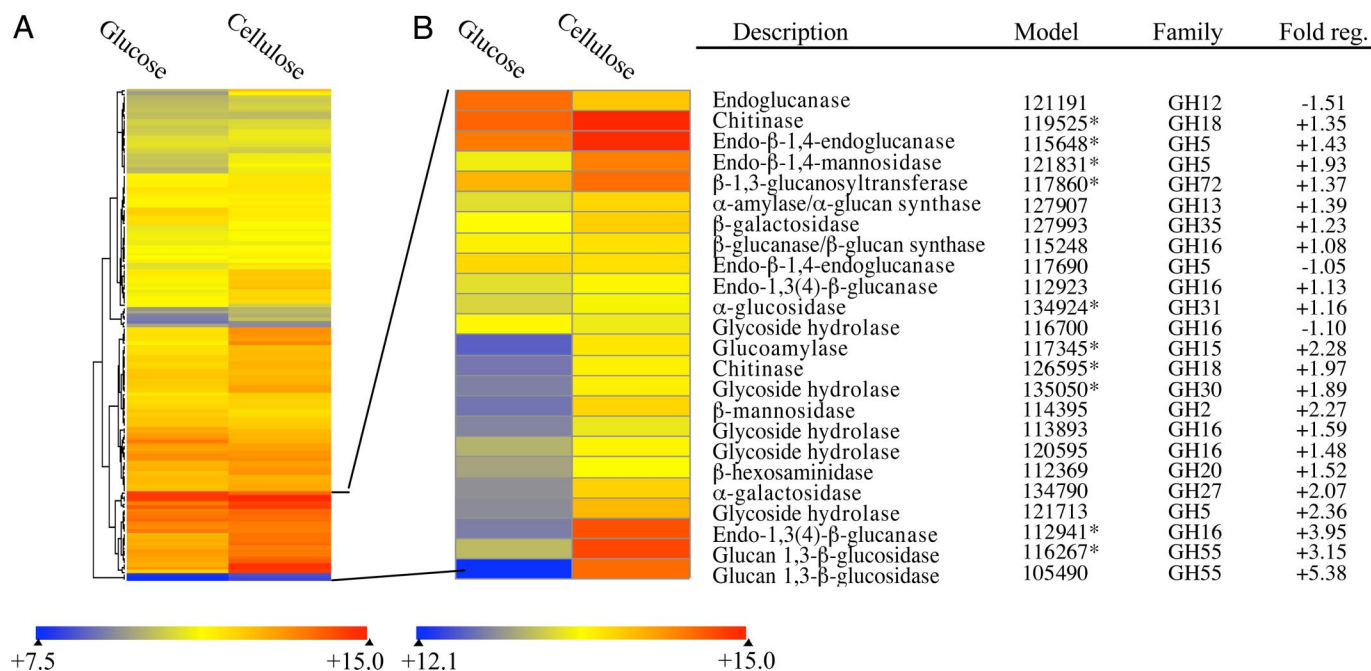 A
Glucose
Cellulose
B
Glucose
Cellulose
Description Model Family Fold reg.
Endoglucanase 121191 GH12 -1.51
Chitinase 119525* GH18 +1.35
Endo-β-1,4-endoglucanase 115648* GH5 +1.43
Endo-β-1,4-mannosidase 121831* GH5 +1.93
β-1,3-glucanosyltransferase 117860* GH72 +1.37
α-amylase/α-glucan synthase 127907 GH13 +1.39
β-galactosidase 127993 GH35 +1.23
β-glucanase/β-glucan synthase 115248 GH16 +1.08
Endo-β-1,4-endoglucanase 117690 GH5 -1.05
Endo-1,3(4)-β-glucanase 112923 GH16 +1.13
α-glucosidase 134924* GH31 +1.16
Glycoside hydrolase 116700 GH16 -1.10
Glucoamylase 117345* GH15 +2.28
Chitinase 126595* GH18 +1.97
Glycoside hydrolase 135050* GH30 +1.89
β-mannosidase 114395 GH2 +2.27
Glycoside hydrolase 113893 GH16 +1.59
Glycoside hydrolase 120595 GH16 +1.48
β-hexosaminidase 112369 GH20 +1.52
α-galactosidase 134790 GH27 +2.07
Glycoside hydrolase 121713 GH5 +2.36
Endo-1,3(4)-β-glucanase 112941* GH16 +3.95
Glucan 1,3-β-glucosidase 116267* GH55 +3.15
Glucan 1,3-β-glucosidase 105490 GH55 +5.38
+7.5 +15.0 +12.1 +15.0